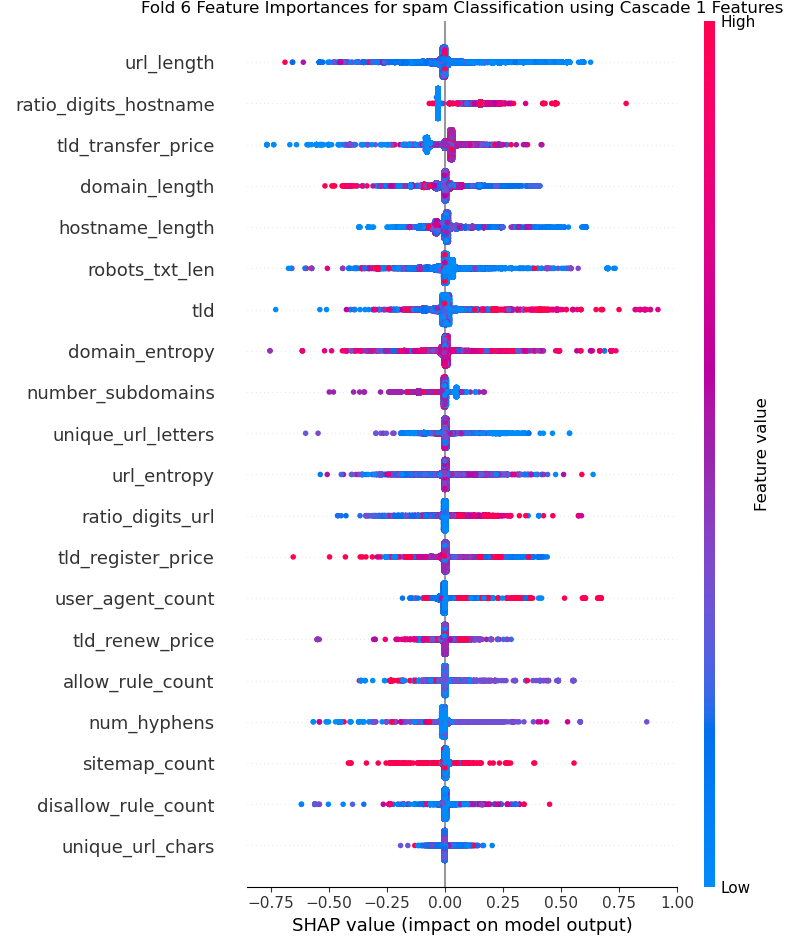 Fold 6 Feature Importances for spam Classification using Cascade 1 Features
High
url_length
ratio_digits_hostname
tld_transfer_price
domain_length
hostname_length
robots_txt_len
tld
domain_entropy
number_subdomains
unique_url_letters
url_entropy
ratio_digits_url
tld_register_price
user_agent_count
tld_renew_price
allow_rule_count
num_hyphens
sitemap_count
disallow_rule_count
unique_url_chars
Feature value
Low
−0.75 −0.50 −0.25 0.00 0.25 0.50 0.75 1.00
SHAP value (impact on model output)